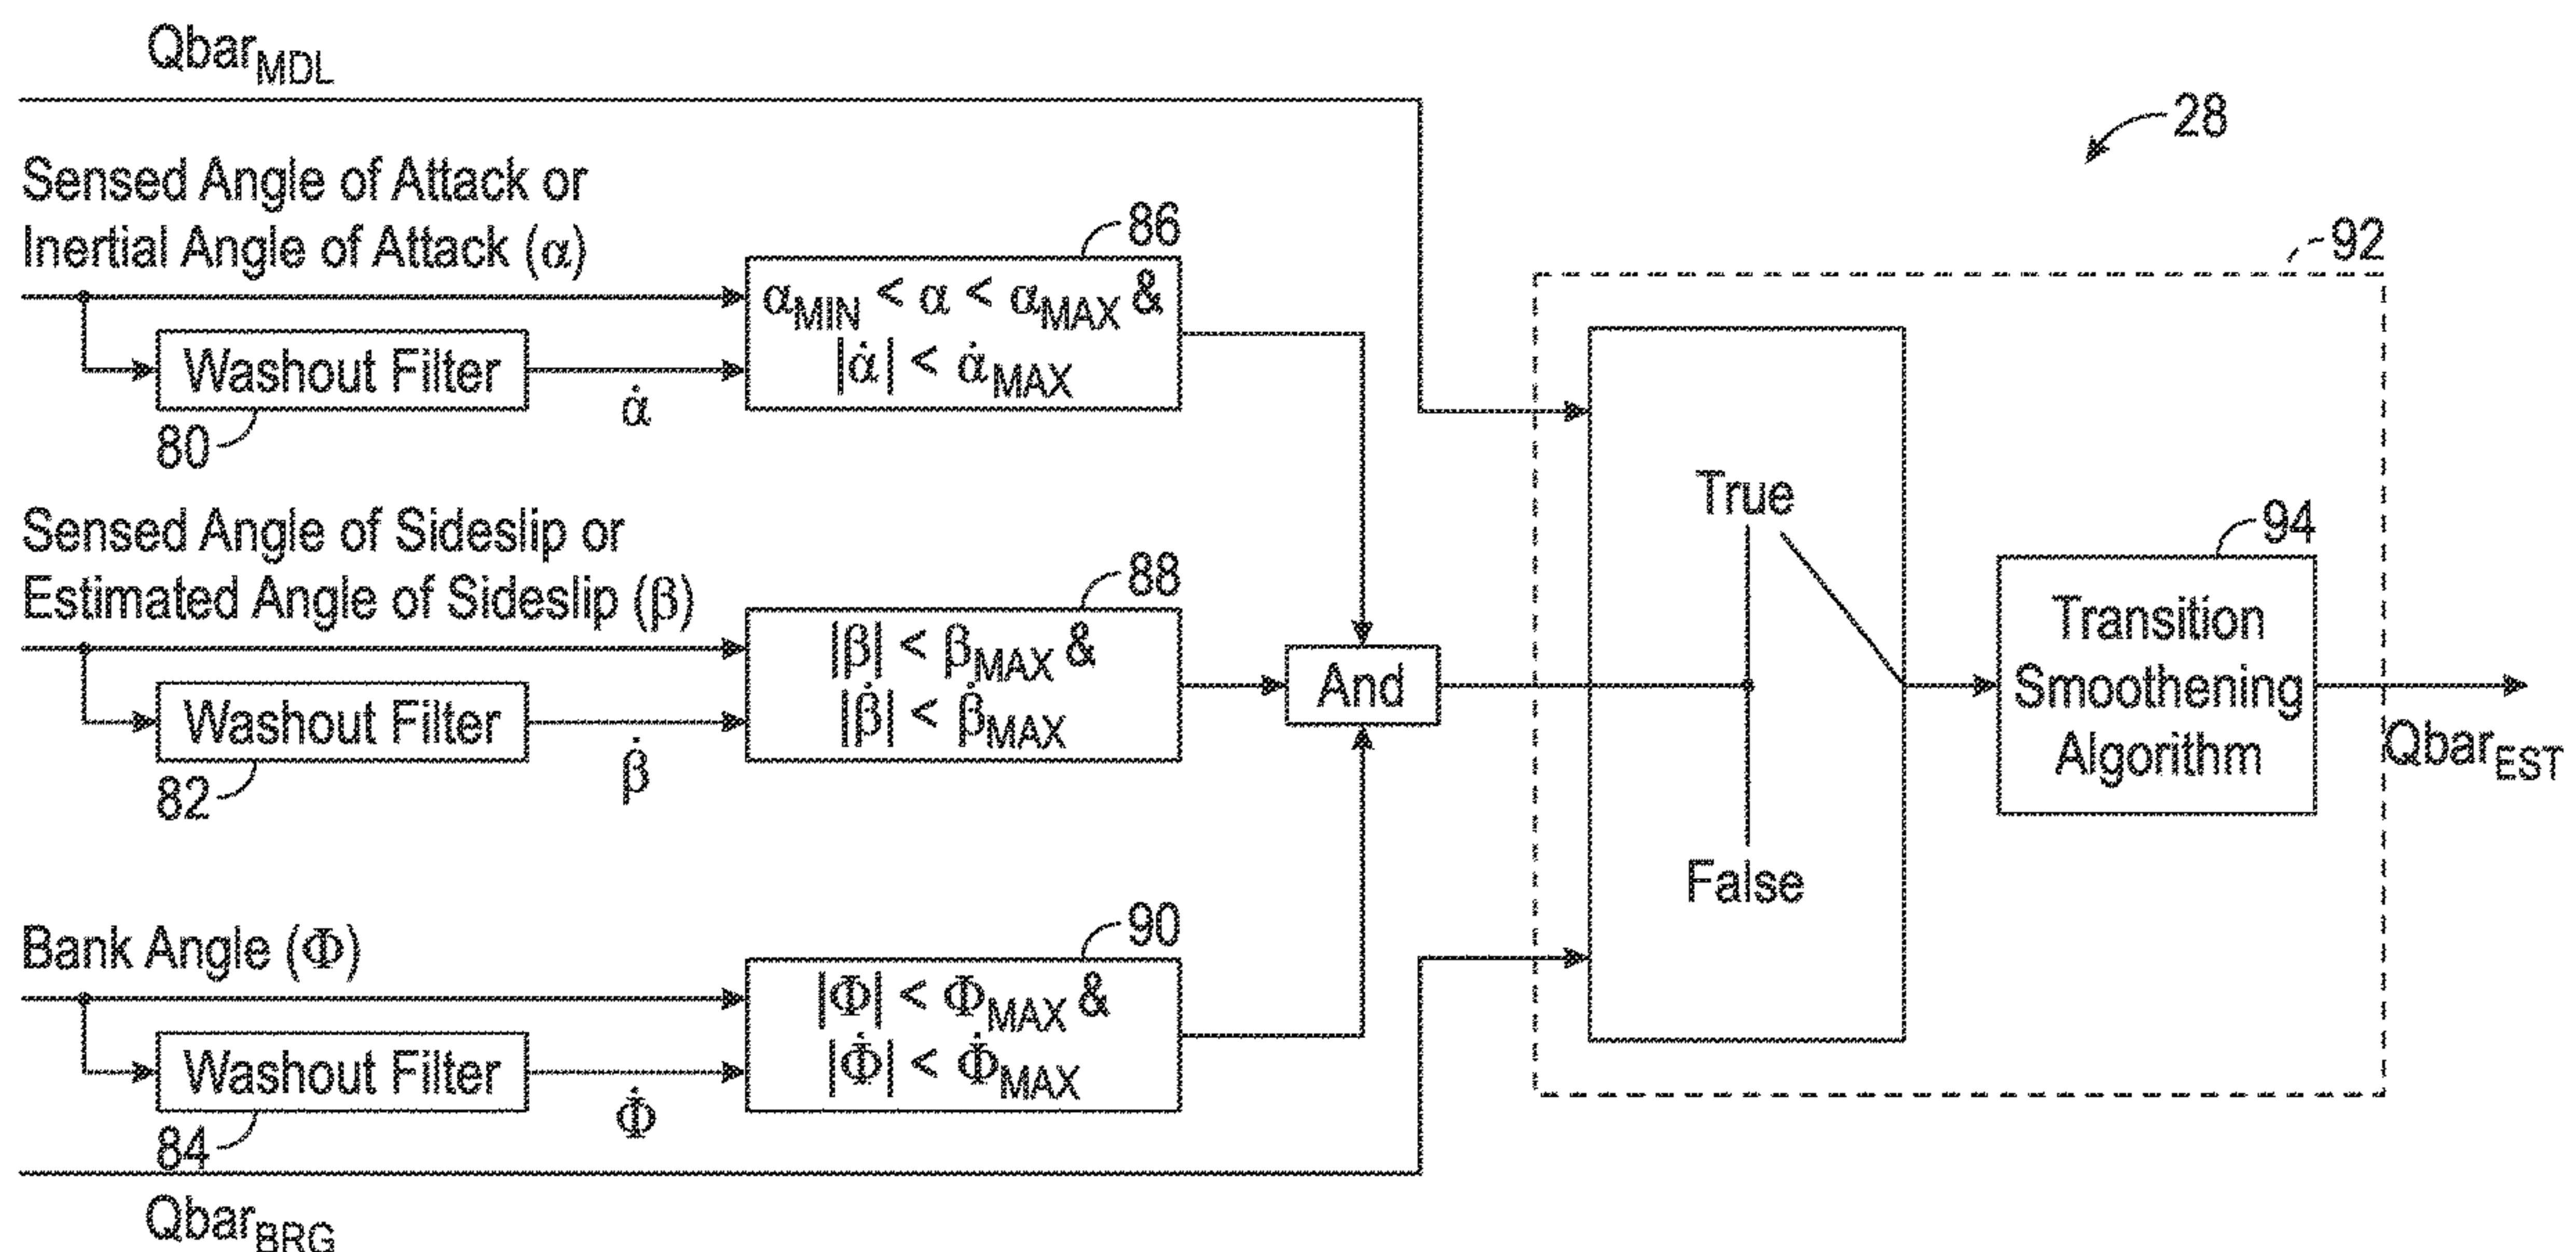 Qbar_MDL
28
Sensed Angle of Attack or
Inertial Angle of Attack (α)
86
92
α_MIN < α < α_MAX &
|α̇| < α̇_MAX
Washout Filter
α̇
80
True
Sensed Angle of Sideslip or
Estimated Angle of Sideslip (β)
88
94
|β| < β_MAX &
|β̇| < β̇_MAX
Washout Filter
β̇
82
And
Transition
Smoothening
Algorithm
Qbar_EST
False
Bank Angle (Φ)
90
|Φ| < Φ_MAX &
|Φ̇| < Φ̇_MAX
Washout Filter
Φ̇
84
Qbar_BRG